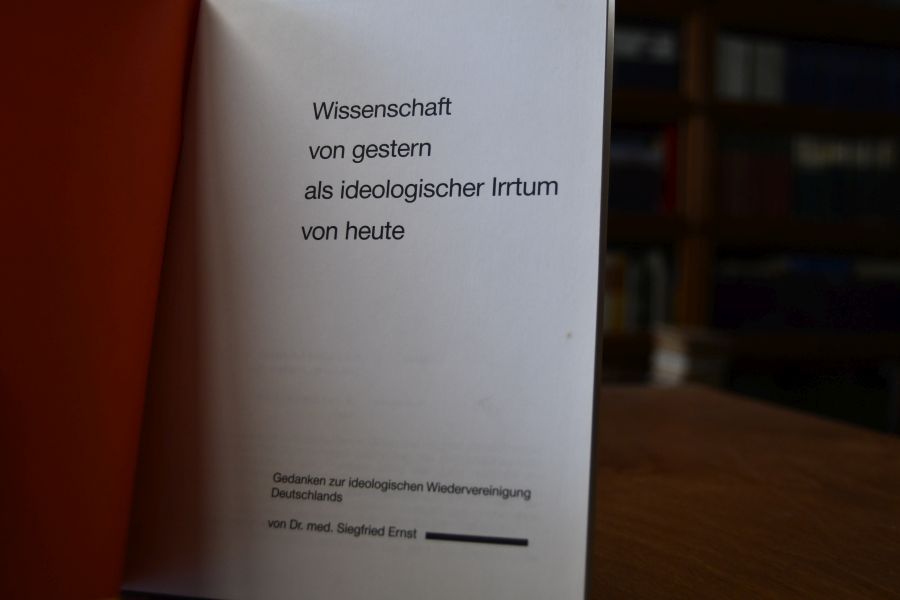 Wissenschaft
von gestern
als ideologischer Irrtum
von heute
Gedanken zur ideologischen Wiedervereinigung
Deutschlands
von Dr. med. Siegfried Ernst